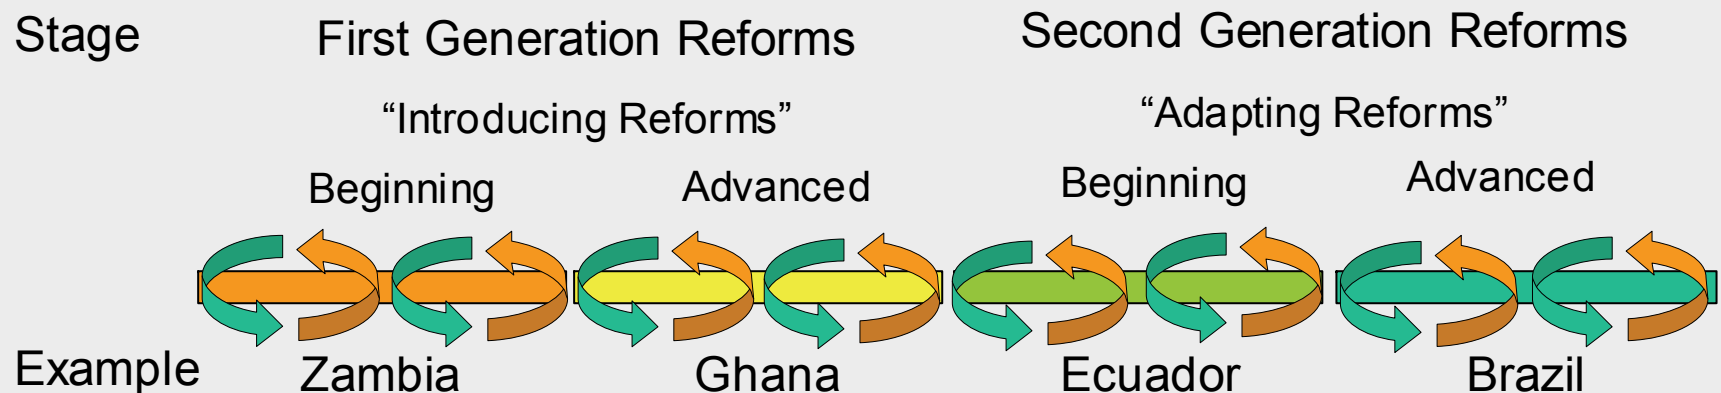 Stage First Generation Reforms Second Generation Reforms
“Introducing Reforms” “Adapting Reforms”
Beginning Advanced Beginning Advanced
Example Zambia Ghana Ecuador Brazil